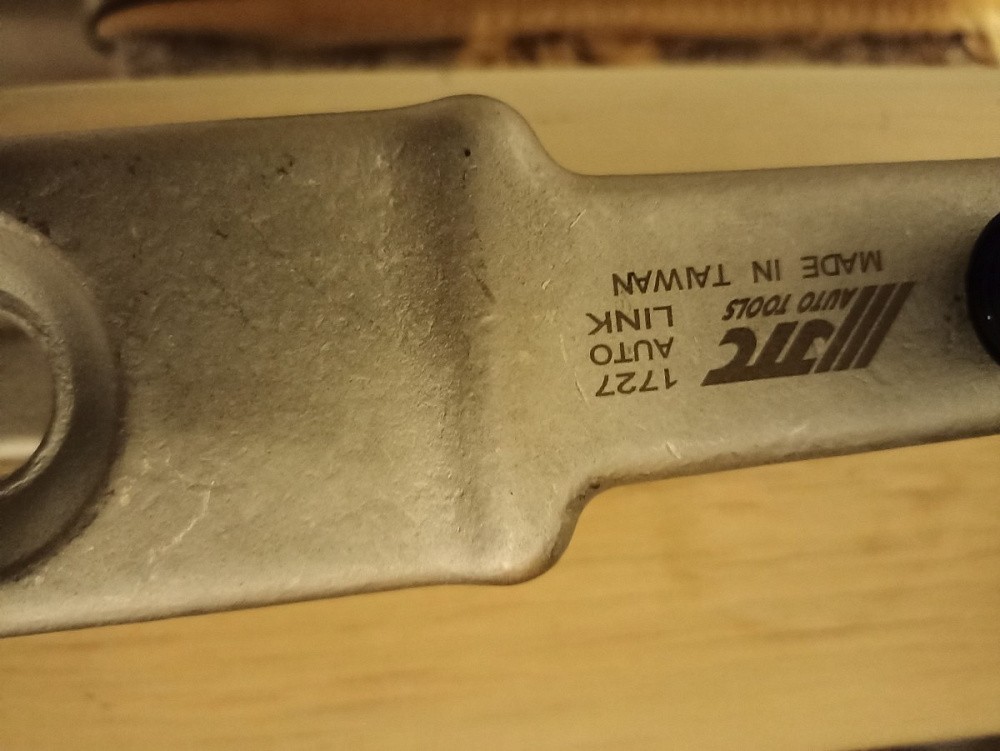 JTC
AUTO TOOLS
MADE IN TAIWAN
1727
AUTO
LINK